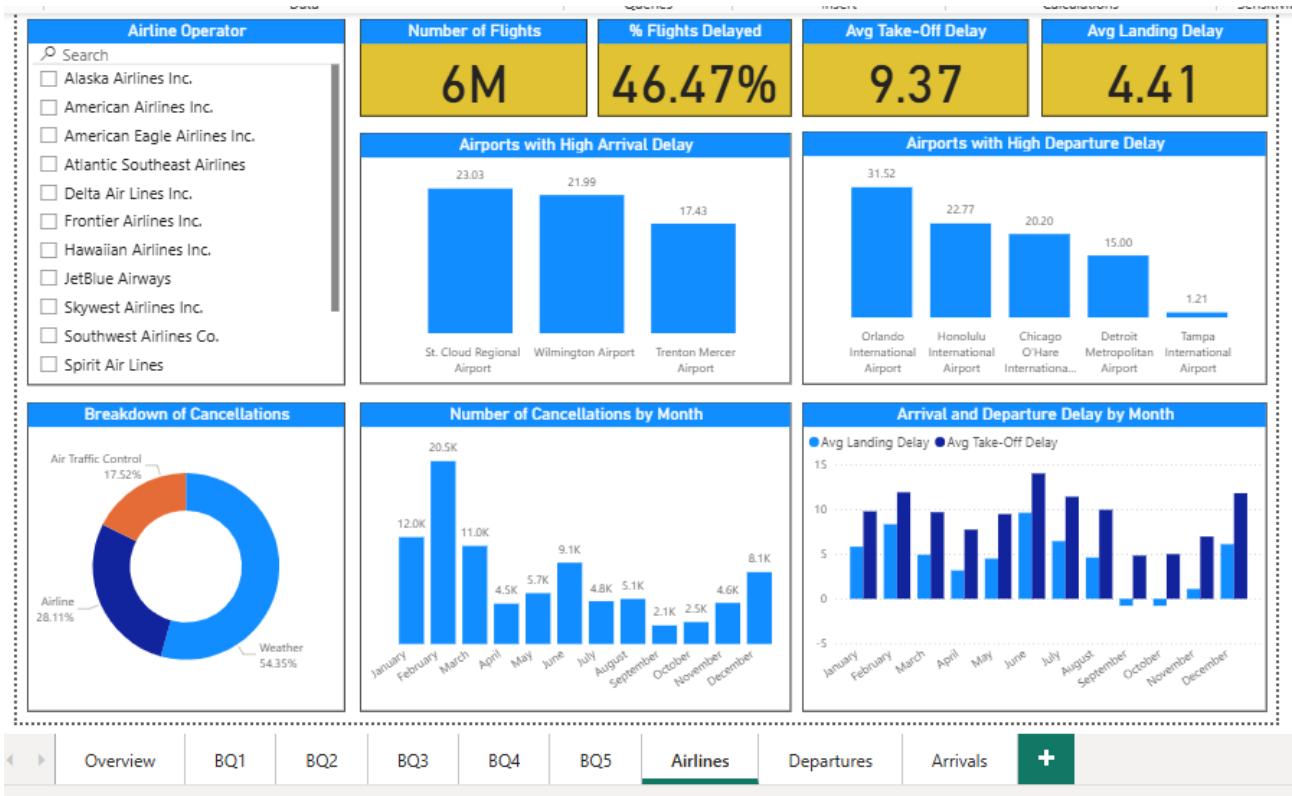 Airline Operator
Search
Alaska Airlines Inc.
American Airlines Inc.
American Eagle Airlines Inc.
Atlantic Southeast Airlines
Delta Air Lines Inc.
Frontier Airlines Inc.
Hawaiian Airlines Inc.
JetBlue Airways
Skywest Airlines Inc.
Southwest Airlines Co.
Spirit Air Lines
Number of Flights
6M
% Flights Delayed
46.47%
Avg Take-Off Delay
9.37
Avg Landing Delay
4.41
Airports with High Arrival Delay
23.03
21.99
17.43
St. Cloud Regional
Airport
Wilmington Airport
Trenton Mercer
Airport
Airports with High Departure Delay
31.52
22.77
20.20
15.00
1.21
Orlando
International
Airport
Honolulu
International
Airport
Chicago
O'Hare
Internationa...
Detroit
Metropolitan
Airport
Tampa
International
Airport
Breakdown of Cancellations
Air Traffic Control
17.52%
Airline
28.11%
Weather
54.35%
Number of Cancellations by Month
12.0K
20.5K
11.0K
4.5K
5.7K
9.1K
4.8K
5.1K
2.1K
2.5K
4.6K
8.1K
January
February
March
April
May
June
July
August
September
October
November
December
Arrival and Departure Delay by Month
Avg Landing Delay Avg Take-Off Delay
15
10
5
0
-5
January
February
March
April
May
June
July
August
September
October
November
December
Overview BQ1 BQ2 BQ3 BQ4 BQ5 Airlines Departures Arrivals +